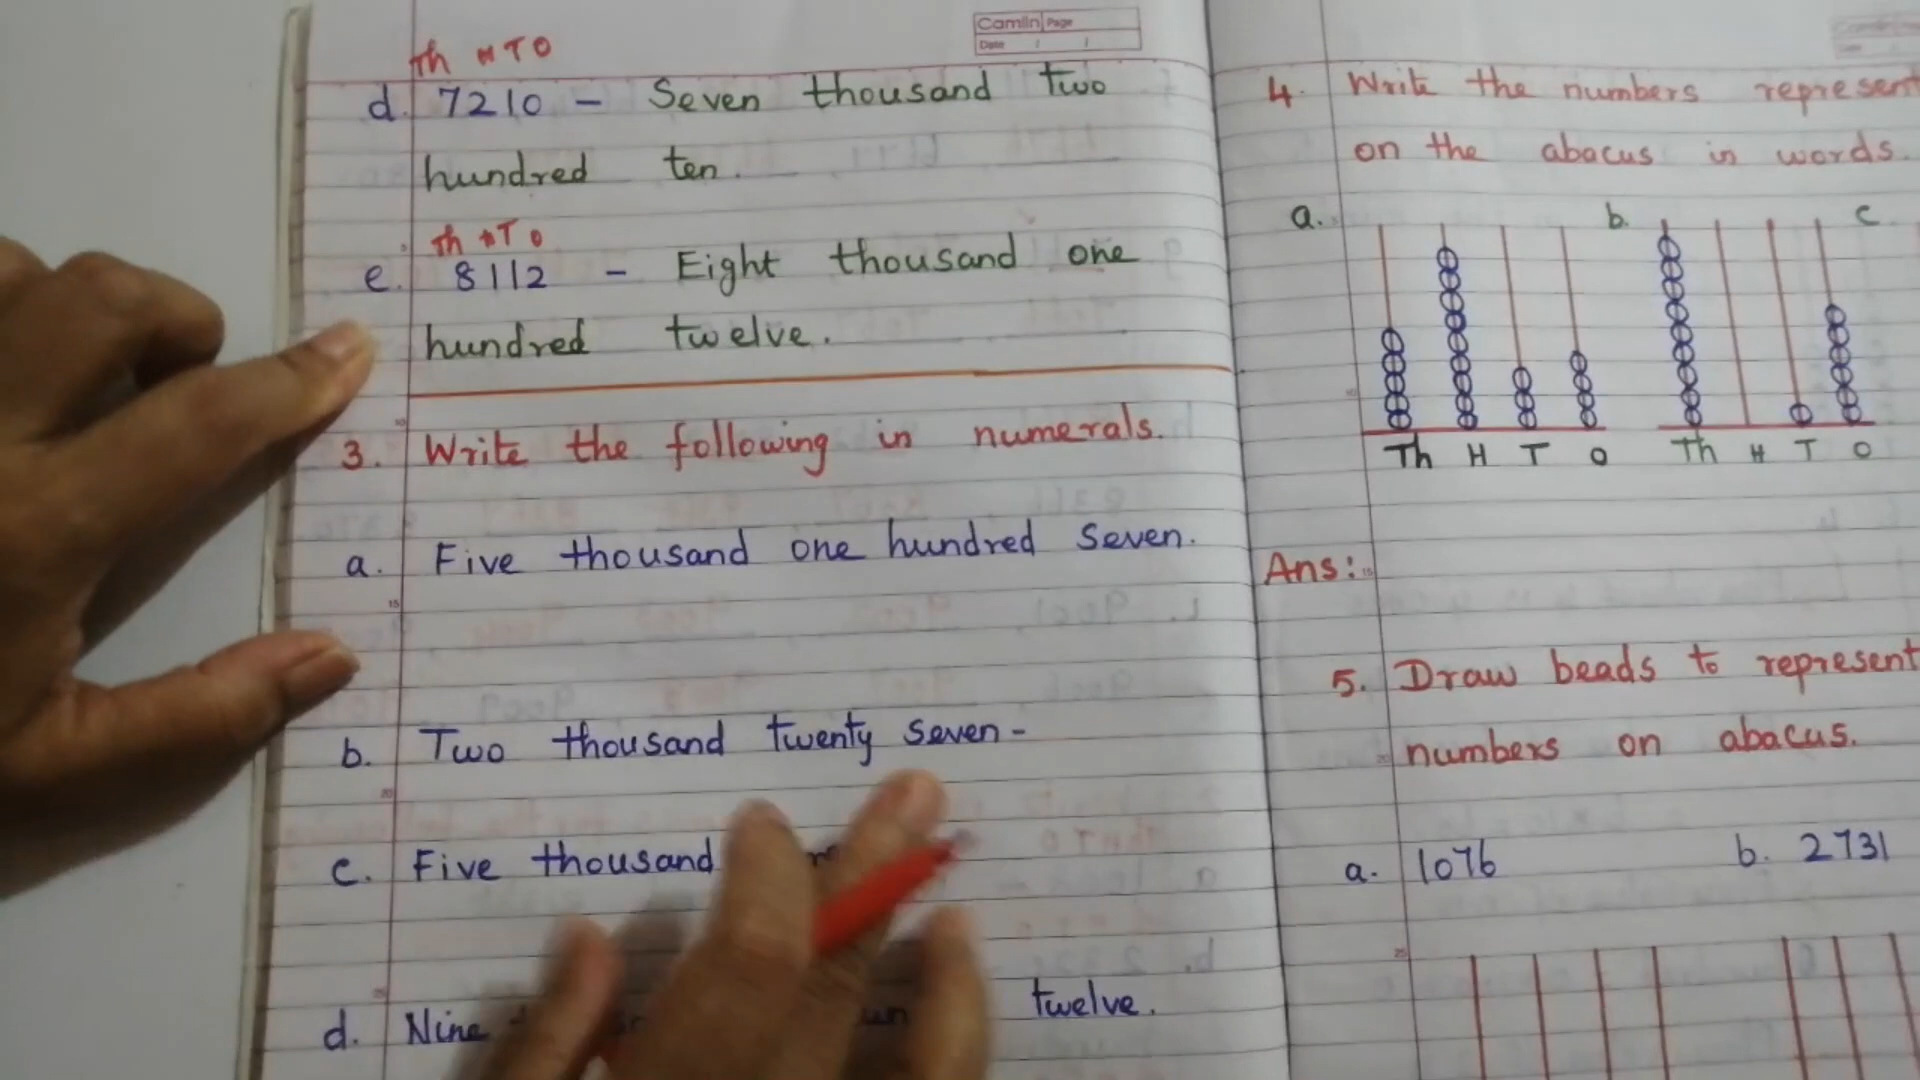 Camlin Page
Date
Th H T O
d. 7210 - Seven thousand two
hundred ten.
Th H T O
e. 8112 - Eight thousand one
hundred twelve.
3. Write the following in numerals.
a. Five thousand one hundred seven.
b. Two thousand twenty seven-
c. Five thousand
d. Nine twelve.
4. Write the numbers represent
on the abacus in words.
a. b. c
Th H T O Th H T O
Ans:
5. Draw beads to represent
numbers on abacus.
a. 1076 b. 2731